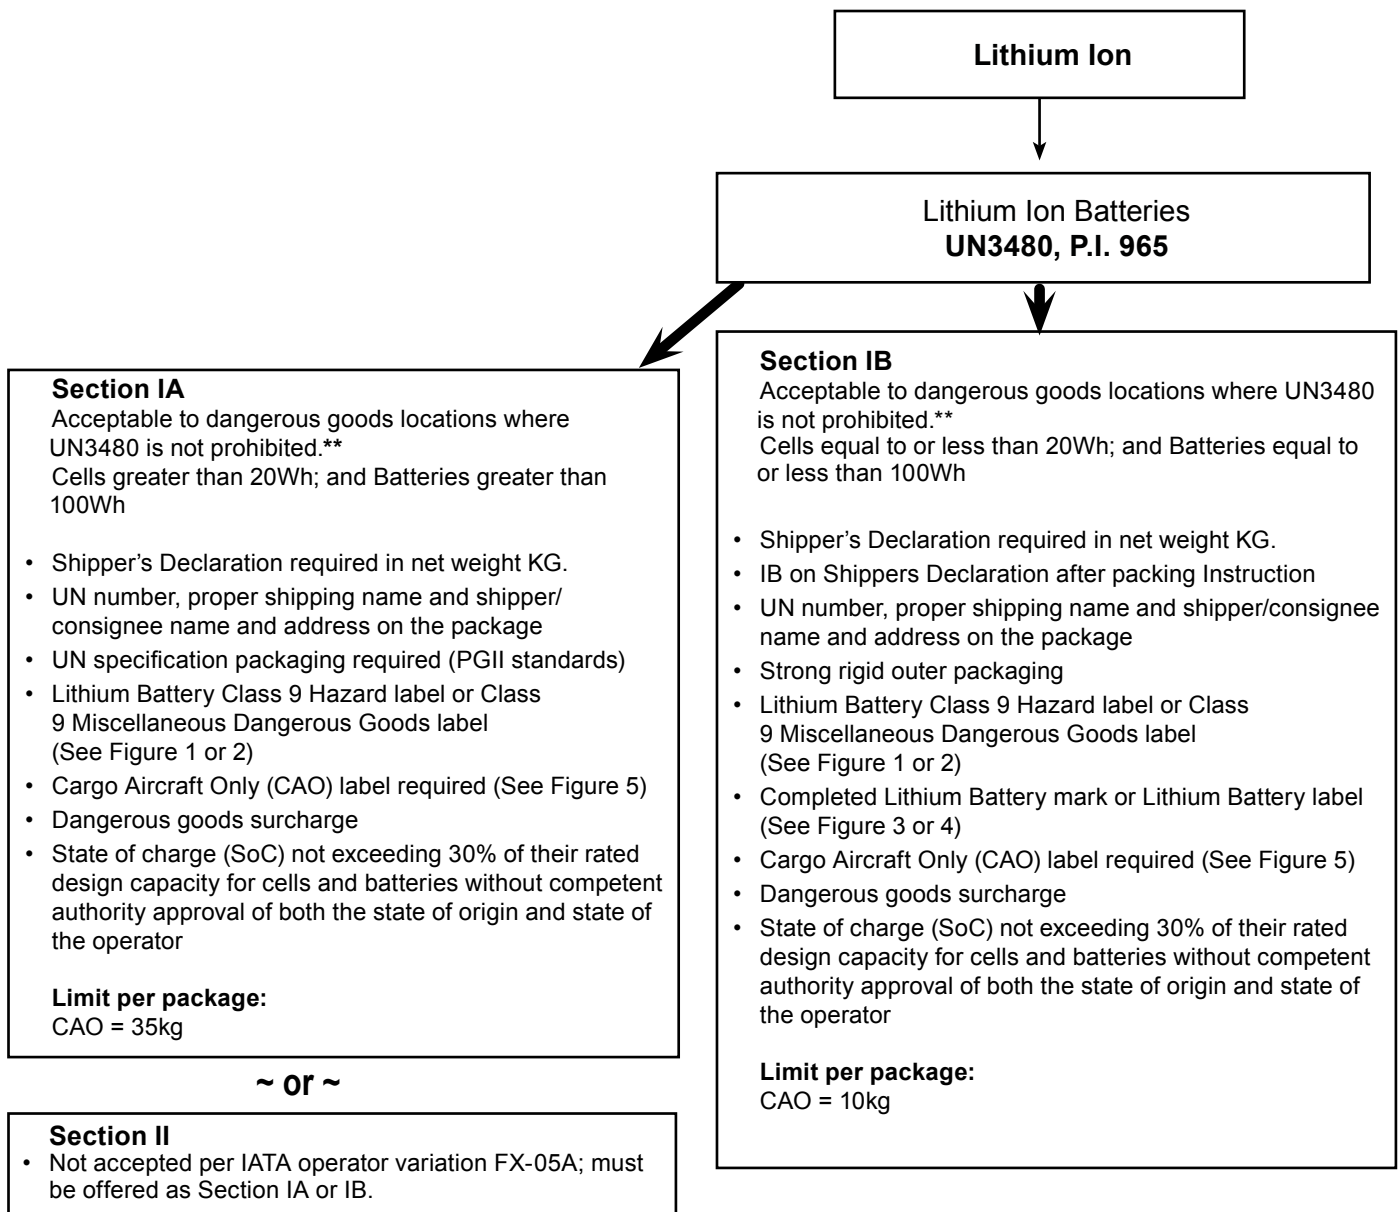 Lithium Ion
Lithium Ion Batteries
UN3480, P.I. 965
Section IA
Acceptable to dangerous goods locations where
UN3480 is not prohibited.**
Cells greater than 20Wh; and Batteries greater than
100Wh
• Shipper’s Declaration required in net weight KG.
• UN number, proper shipping name and shipper/
consignee name and address on the package
• UN specification packaging required (PGII standards)
• Lithium Battery Class 9 Hazard label or Class
9 Miscellaneous Dangerous Goods label
(See Figure 1 or 2)
• Cargo Aircraft Only (CAO) label required (See Figure 5)
• Dangerous goods surcharge
• State of charge (SoC) not exceeding 30% of their rated
design capacity for cells and batteries without competent
authority approval of both the state of origin and state of
the operator
Limit per package:
CAO = 35kg
~ or ~
Section II
• Not accepted per IATA operator variation FX-05A; must
be offered as Section IA or IB.
Section IB
Acceptable to dangerous goods locations where UN3480
is not prohibited.**
Cells equal to or less than 20Wh; and Batteries equal to
or less than 100Wh
• Shipper’s Declaration required in net weight KG.
• IB on Shippers Declaration after packing Instruction
• UN number, proper shipping name and shipper/consignee
name and address on the package
• Strong rigid outer packaging
• Lithium Battery Class 9 Hazard label or Class
9 Miscellaneous Dangerous Goods label
(See Figure 1 or 2)
• Completed Lithium Battery mark or Lithium Battery label
(See Figure 3 or 4)
• Cargo Aircraft Only (CAO) label required (See Figure 5)
• Dangerous goods surcharge
• State of charge (SoC) not exceeding 30% of their rated
design capacity for cells and batteries without competent
authority approval of both the state of origin and state of
the operator
Limit per package:
CAO = 10kg